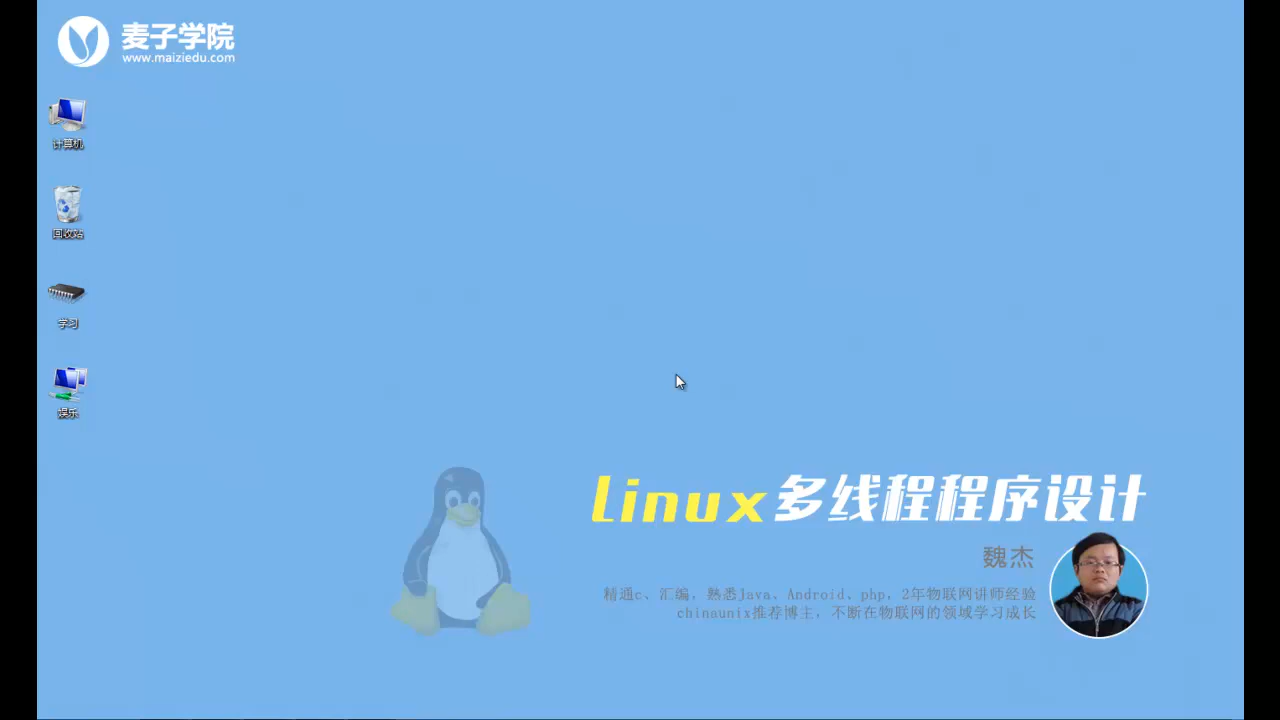 麦子学院
www.maiziedu.com
计算机
回收站
学习
娱乐
Linux多线程程序设计
魏杰
精通c、汇编，熟悉Java、Android、php，2年物联网讲师经验
chinaunix推荐博主，不断在物联网的领域学习成长